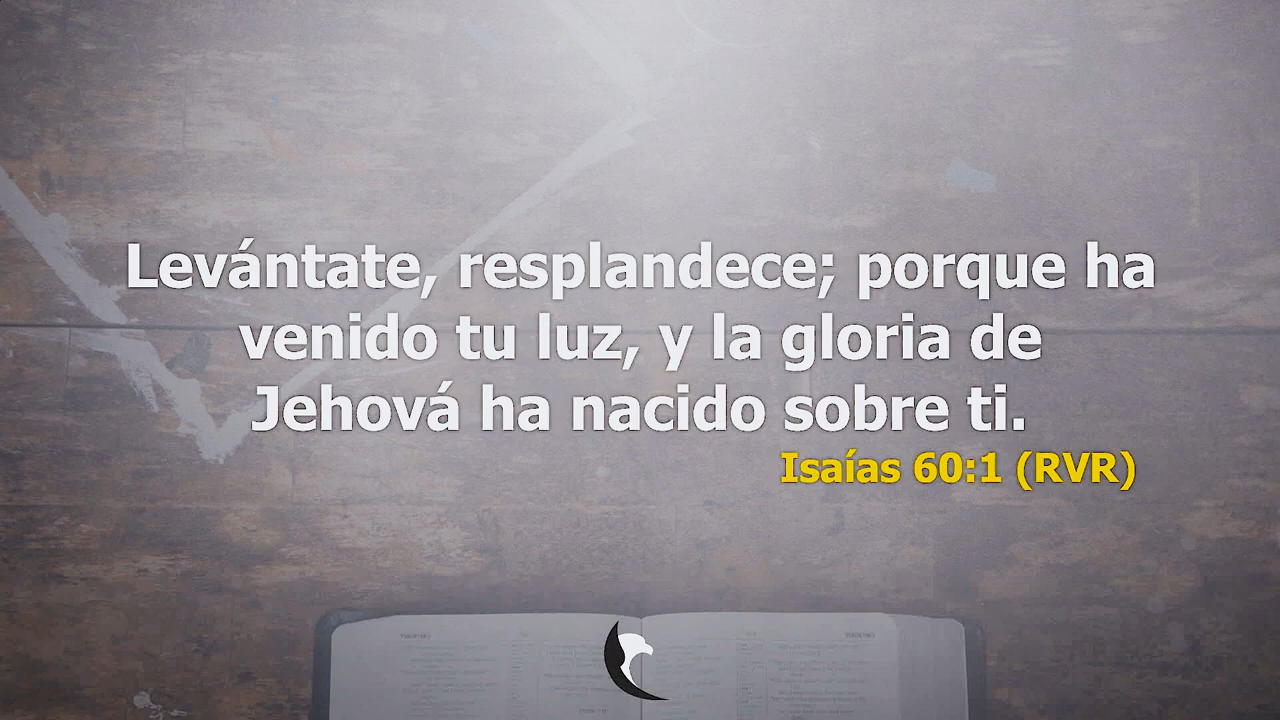 Levántate, resplandece; porque ha
venido tu luz, y la gloria de
Jehová ha nacido sobre ti.
Isaías 60:1 (RVR)